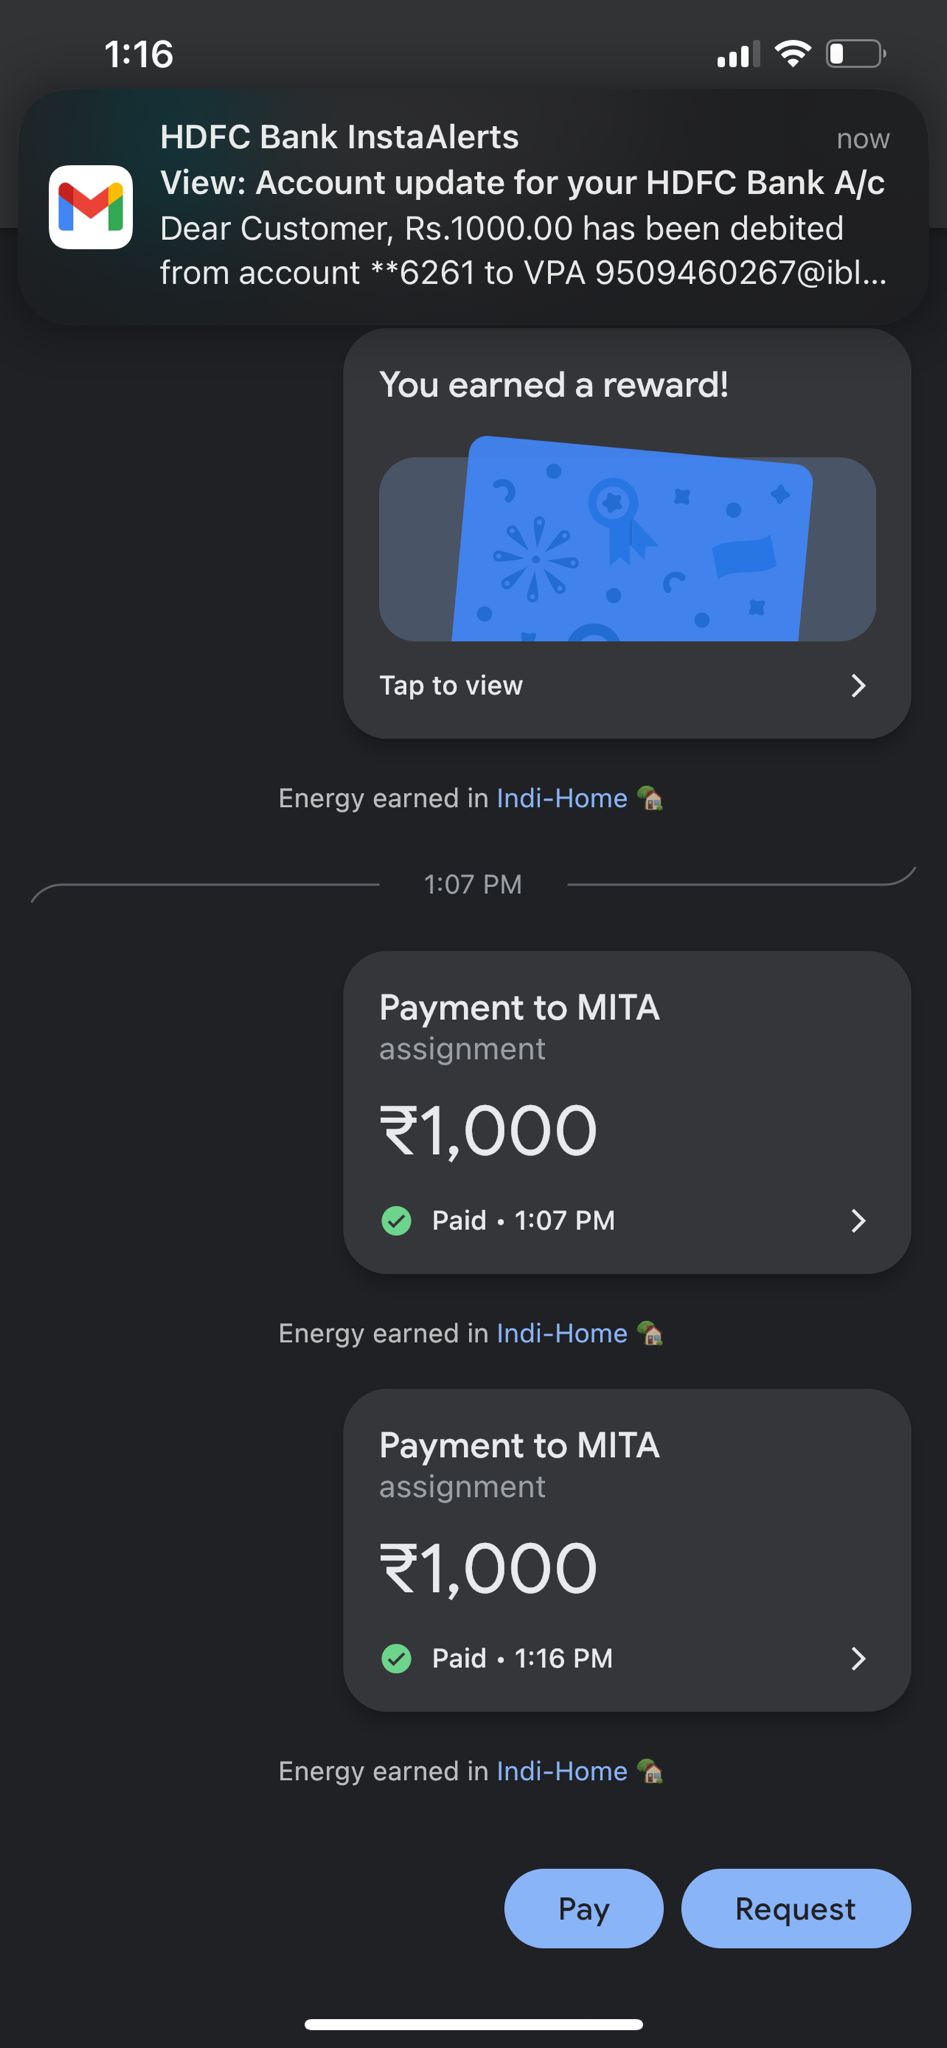 1:16
HDFC Bank InstaAlerts
now
View: Account update for your HDFC Bank A/c
Dear Customer, Rs.1000.00 has been debited
from account **6261 to VPA 9509460267@ibl...
You earned a reward!
Tap to view
Energy earned in Indi-Home
1:07 PM
Payment to MITA
assignment
₹1,000
Paid • 1:07 PM
Energy earned in Indi-Home
Payment to MITA
assignment
₹1,000
Paid • 1:16 PM
Energy earned in Indi-Home
Pay
Request